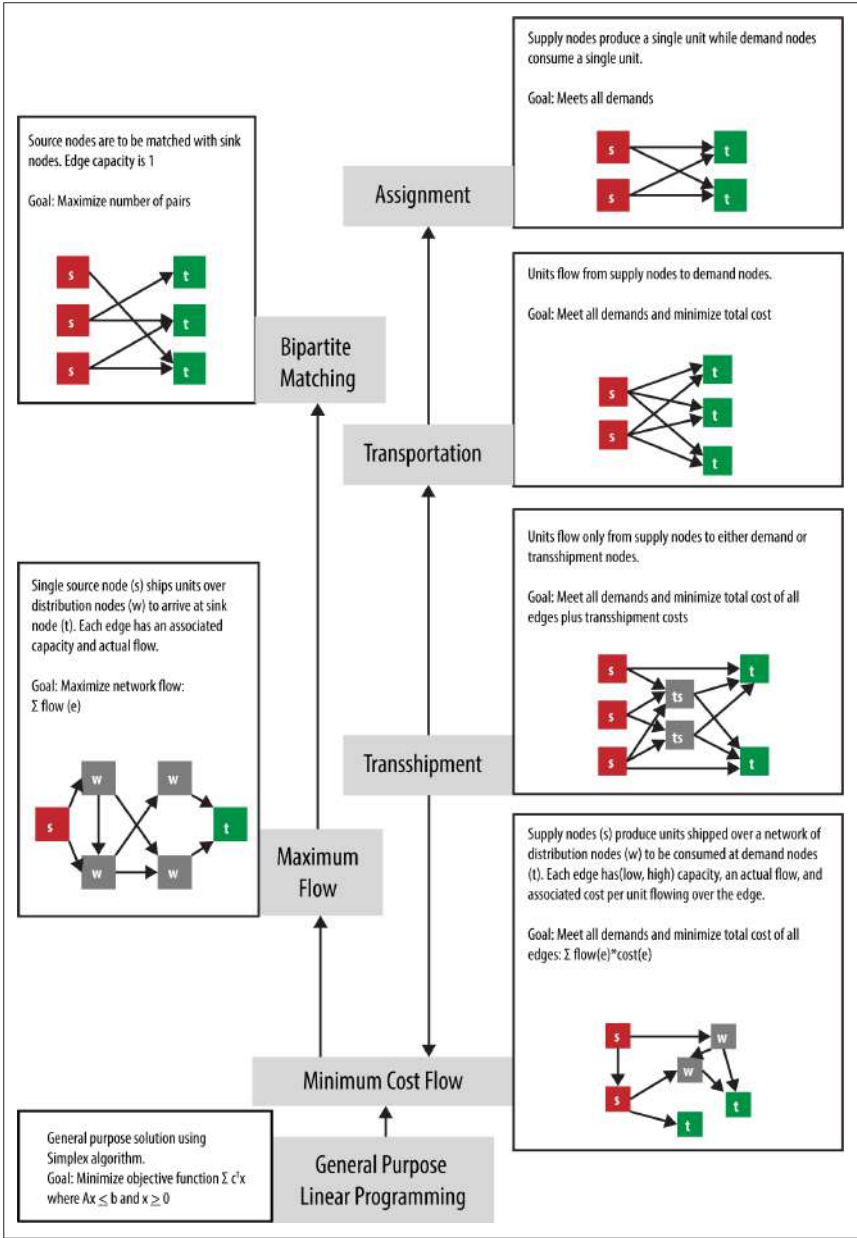 Supply nodes produce a single unit while demand nodes
consume a single unit.
Goal: Meets all demands
s
t
s
t
Assignment
Source nodes are to be matched with sink
nodes. Edge capacity is 1
Goal: Maximize number of pairs
s
t
s
t
s
t
Bipartite
Matching
Units flow from supply nodes to demand nodes.
Goal: Meet all demands and minimize total cost
s
s
t
t
t
Transportation
Units flow only from supply nodes to either demand or
transshipment nodes.
Goal: Meet all demands and minimize total cost of all
edges plus transshipment costs
s
s
s
ts
ts
t
t
Transshipment
Single source node (s) ships units over
distribution nodes (w) to arrive at sink
node (t). Each edge has an associated
capacity and actual flow.
Goal: Maximize network flow:
Σ flow (e)
w
w
s
t
w
w
Maximum
Flow
Supply nodes (s) produce units shipped over a network of
distribution nodes (w) to be consumed at demand nodes
(t). Each edge has(low, high) capacity, an actual flow, and
associated cost per unit flowing over the edge.
Goal: Meet all demands and minimize total cost of all
edges: Σ flow(e)*cost(e)
s
w
w
s
t
t
Minimum Cost Flow
General purpose solution using
Simplex algorithm.
Goal: Minimize objective function Σ cᵗx
where Ax ≤ b and x ≥ 0
General Purpose
Linear Programming